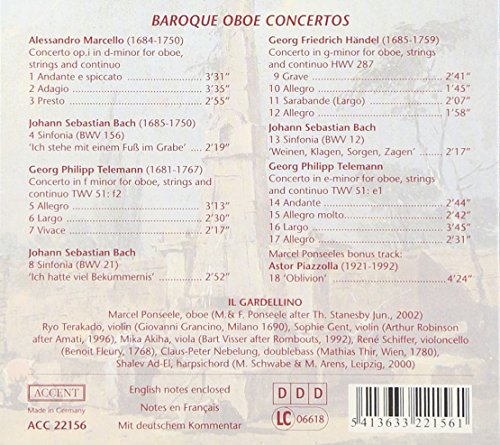 BAROQUE OBOE CONCERTOS
Alessandro Marcello (1684-1750)
Concerto op.i in d-minor for oboe,
strings and continuo
1 Andante e spiccato 3'31"
2 Adagio 3'35"
3 Presto 2'55"
Johann Sebastian Bach (1685-1750)
4 Sinfonia (BWV 156)
'Ich stehe mit einem Fuß im Grabe' 2'19"
Georg Philipp Telemann (1681-1767)
Concerto in f minor for oboe, strings and
continuo TWV 51: f2
5 Allegro 3'13"
6 Largo 2'30"
7 Vivace 2'17"
Johann Sebastian Bach
8 Sinfonia (BWV 21)
'Ich hatte viel Bekümmernis' 2'52"
Georg Friedrich Händel (1685-1759)
Concerto in g-minor for oboe, strings
and continuo HWV 287
9 Grave 2'41"
10 Allegro 1'45"
11 Sarabande (Largo) 2'07"
12 Allegro 1'58"
Johann Sebastian Bach
13 Sinfonia (BWV 12)
'Weinen, Klagen, Sorgen, Zagen' 2'17"
Georg Philipp Telemann
Concerto in e-minor for oboe, strings
and continuo TWV 51: e1
14 Andante 2'44"
15 Allegro molto 2'42"
16 Largo 3'45"
17 Allegro 2'31"
Marcel Ponseeles bonus track:
Astor Piazzolla (1921-1992)
18 'Oblivion' 4'24"
IL GARDELLINO
Marcel Ponseele, oboe (M.& F. Ponseele after Th. Stanesby Jun., 2002)
Ryo Terakado, violin (Giovanni Grancino, Milano 1690), Sophie Gent, violin (Arthur Robinson
after Amati, 1996), Mika Akiha, viola (Bart Visser after Rombouts, 1992), René Schiffer, violoncello
(Benoit Fleury, 1768), Claus-Peter Nebelung, doublebass (Mathias Thir, Wien, 1780),
Shalev Ad-El, harpsichord (M. Schwabe & M. Arens, Leipzig, 2000)
ACCENT
Made in Germany
ACC 22156
English notes enclosed
Notes en Français
Mit deutschem Kommentar
D D D
LC 06618
5 413633 221561